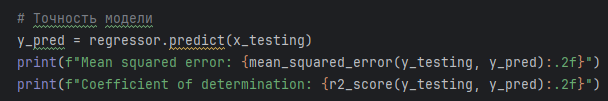 # Точность модели
y_pred = regressor.predict(x_testing)
print(f"Mean squared error: {mean_squared_error(y_testing, y_pred):.2f}")
print(f"Coefficient of determination: {r2_score(y_testing, y_pred):.2f}")